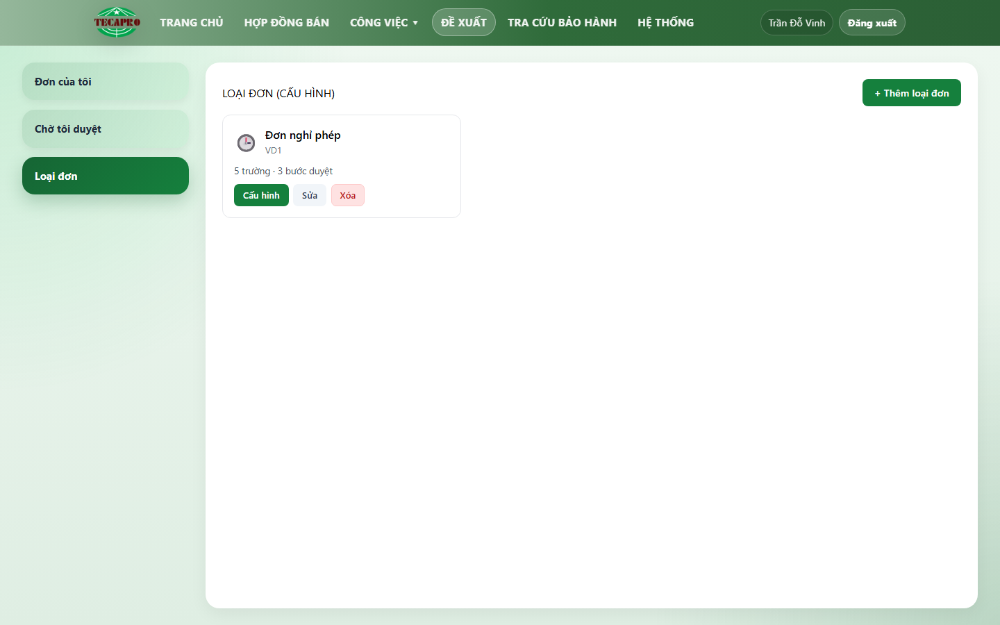 TECAPRO
TRANG CHỦ
HỢP ĐỒNG BÁN
CÔNG VIỆC ▼
ĐỀ XUẤT
TRA CỨU BẢO HÀNH
HỆ THỐNG
Trần Đỗ Vinh
Đăng xuất
Đơn của tôi
Chờ tôi duyệt
Loại đơn
LOẠI ĐƠN (CẤU HÌNH)
+ Thêm loại đơn
Đơn nghỉ phép
VD1
5 trường · 3 bước duyệt
Cấu hình
Sửa
Xóa